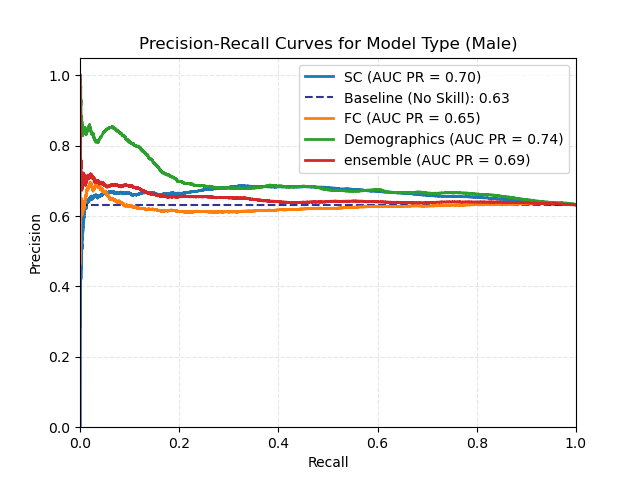 Precision-Recall Curves for Model Type (Male)
SC (AUC PR = 0.70)
Baseline (No Skill): 0.63
FC (AUC PR = 0.65)
Demographics (AUC PR = 0.74)
ensemble (AUC PR = 0.69)
Precision
1.0
0.8
0.6
0.4
0.2
0.0
0.0 0.2 0.4 0.6 0.8 1.0
Recall